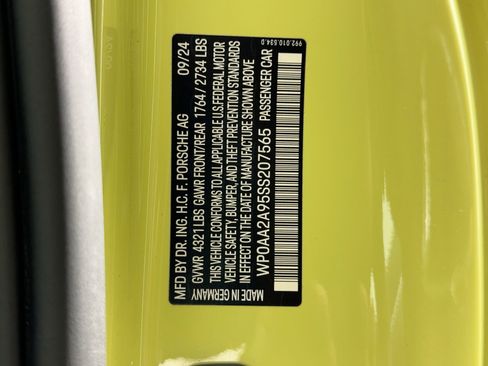 992.010.534.0
MFD BY DR. ING. H.C. F. PORSCHE AG 09/24
GVWR 4321 LBS GAWR FRONT/REAR 1764 / 2734 LBS
THIS VEHICLE CONFORMS TO ALL APPLICABLE U.S. FEDERAL MOTOR
VEHICLE SAFETY, BUMPER, AND THEFT PREVENTION STANDARDS
IN EFFECT ON THE DATE OF MANUFACTURE SHOWN ABOVE
WP0AA2A95SS207565 PASSENGER CAR
MADE IN GERMANY